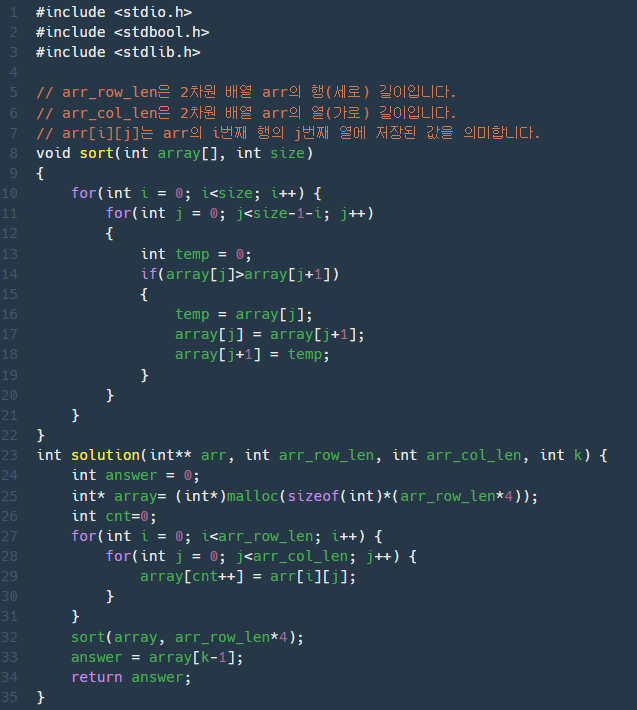 1 #include <stdio.h>
2 #include <stdbool.h>
3 #include <stdlib.h>
4
5 // arr_row_len은 2차원 배열 arr의 행(세로) 길이입니다.
6 // arr_col_len은 2차원 배열 arr의 열(가로) 길이입니다.
7 // arr[i][j]는 arr의 i번째 행의 j번째 열에 저장된 값을 의미합니다.
8 void sort(int array[], int size)
9 {
10     for(int i = 0; i<size; i++) {
11         for(int j = 0; j<size-1-i; j++)
12         {
13             int temp = 0;
14             if(array[j]>array[j+1])
15             {
16                 temp = array[j];
17                 array[j] = array[j+1];
18                 array[j+1] = temp;
19             }
20         }
21     }
22 }
23 int solution(int** arr, int arr_row_len, int arr_col_len, int k) {
24     int answer = 0;
25     int* array= (int*)malloc(sizeof(int)*(arr_row_len*4));
26     int cnt=0;
27     for(int i = 0; i<arr_row_len; i++) {
28         for(int j = 0; j<arr_col_len; j++) {
29             array[cnt++] = arr[i][j];
30         }
31     }
32     sort(array, arr_row_len*4);
33     answer = array[k-1];
34     return answer;
35 }